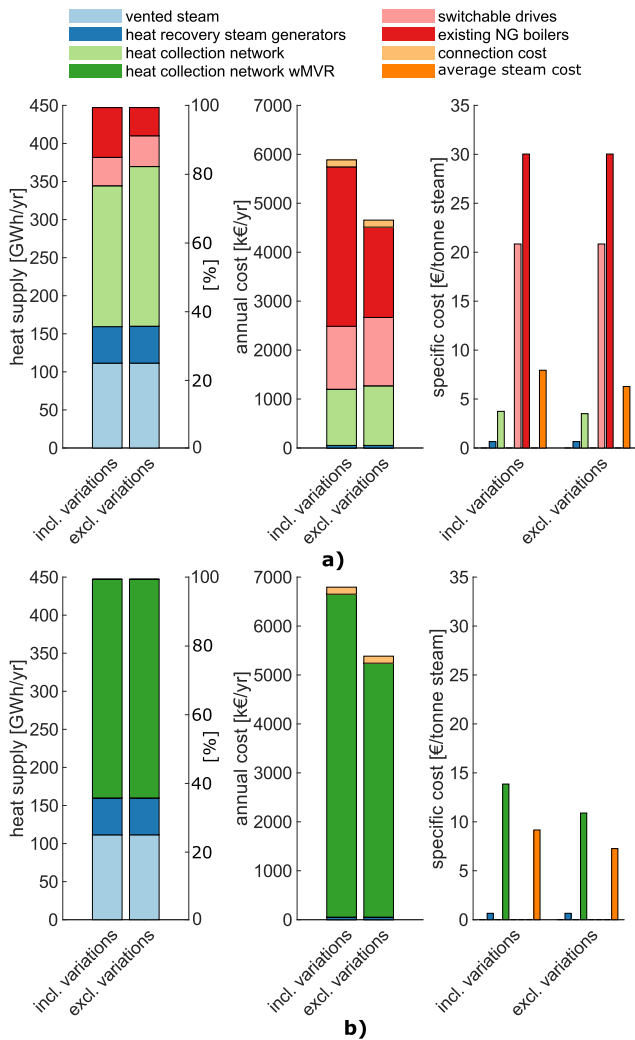 vented steam
heat recovery steam generators
heat collection network
heat collection network wMVR
switchable drives
existing NG boilers
connection cost
average steam cost
heat supply [GWh/yr]
450
400
350
300
250
200
150
100
50
0
100
80
60
40
20
0
[%]
incl. variations
excl. variations
annual cost [k€/yr]
7000
6000
5000
4000
3000
2000
1000
0
incl. variations
excl. variations
specific cost [€/tonne steam]
35
30
25
20
15
10
5
0
incl. variations
excl. variations
a)
heat supply [GWh/yr]
450
400
350
300
250
200
150
100
50
0
100
80
60
40
20
0
[%]
incl. variations
excl. variations
annual cost [k€/yr]
7000
6000
5000
4000
3000
2000
1000
0
incl. variations
excl. variations
specific cost [€/tonne steam]
35
30
25
20
15
10
5
0
incl. variations
excl. variations
b)